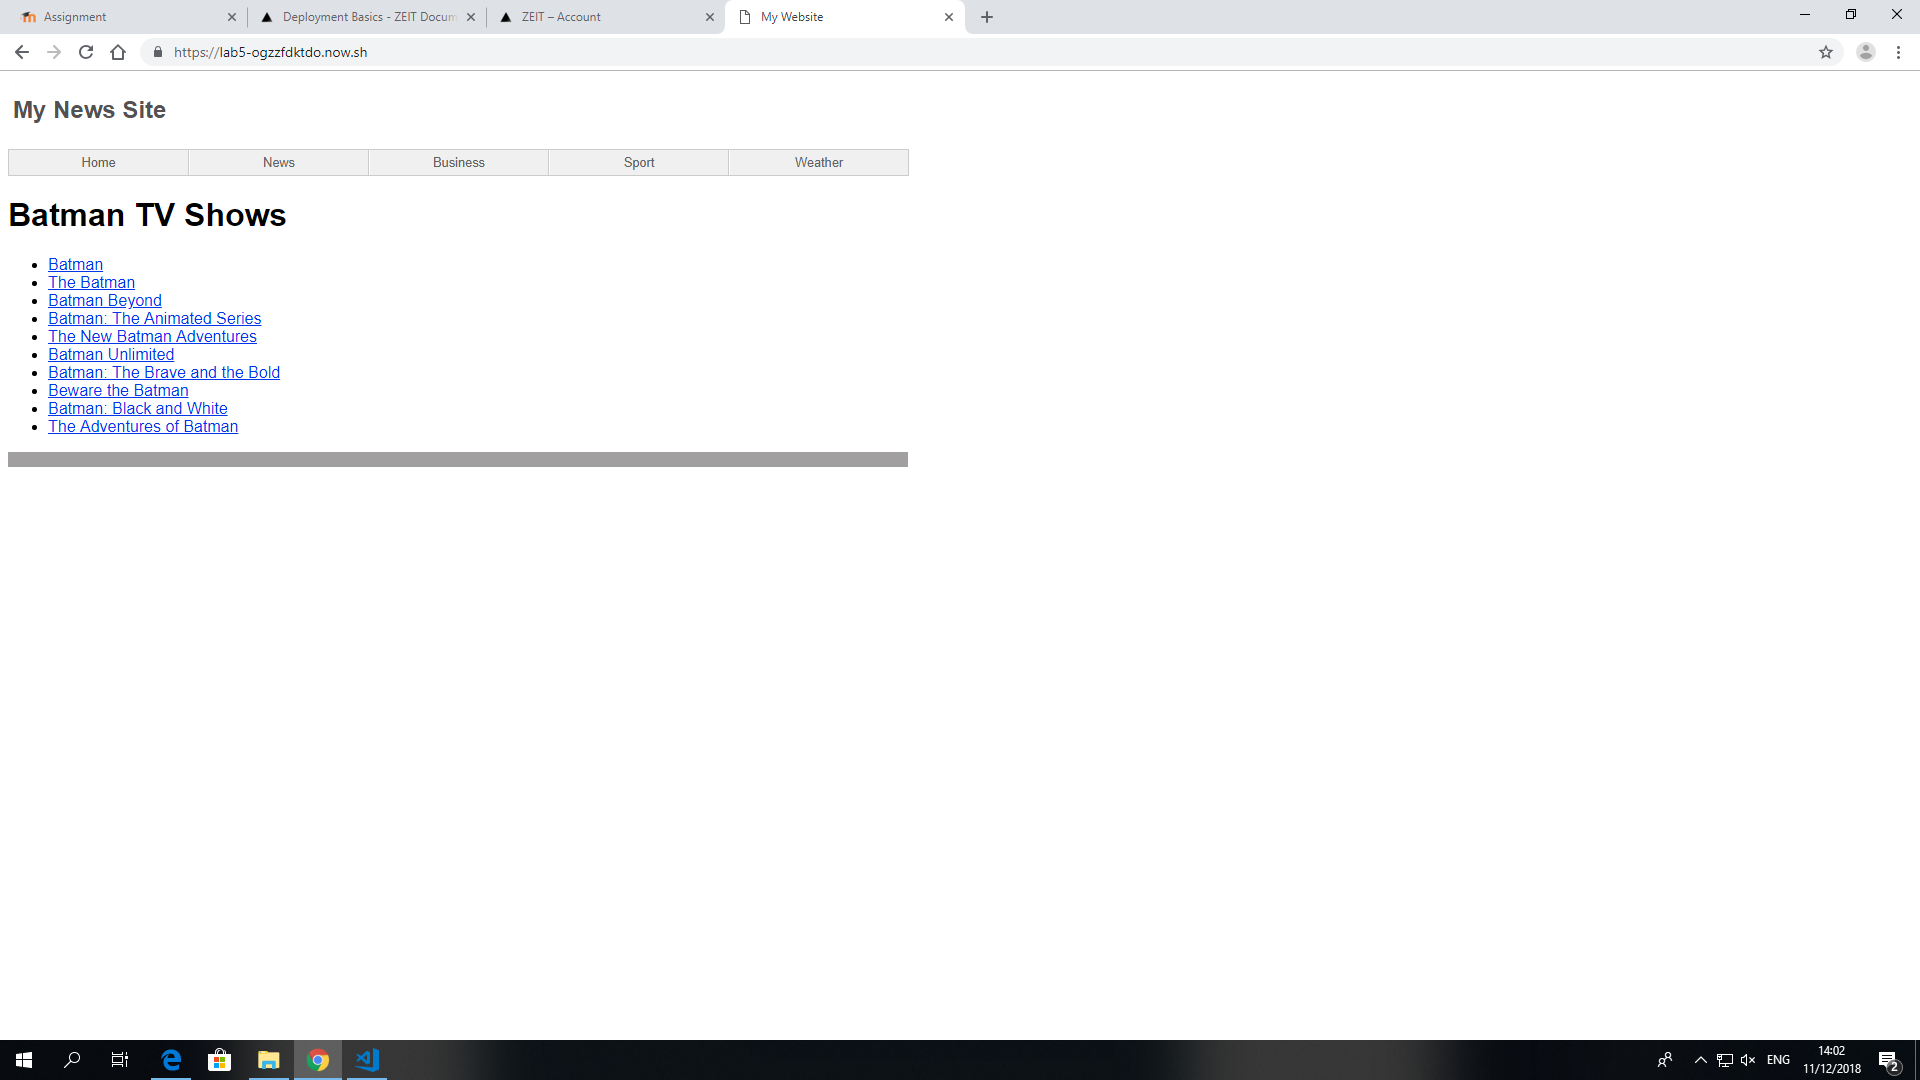 Assignment
Deployment Basics - ZEIT Docum
ZEIT – Account
My Website
https://lab5-ogzzfdktdo.now.sh
My News Site
Home News Business Sport Weather
Batman TV Shows
Batman
The Batman
Batman Beyond
Batman: The Animated Series
The New Batman Adventures
Batman Unlimited
Batman: The Brave and the Bold
Beware the Batman
Batman: Black and White
The Adventures of Batman
ENG
14:02
11/12/2018
2